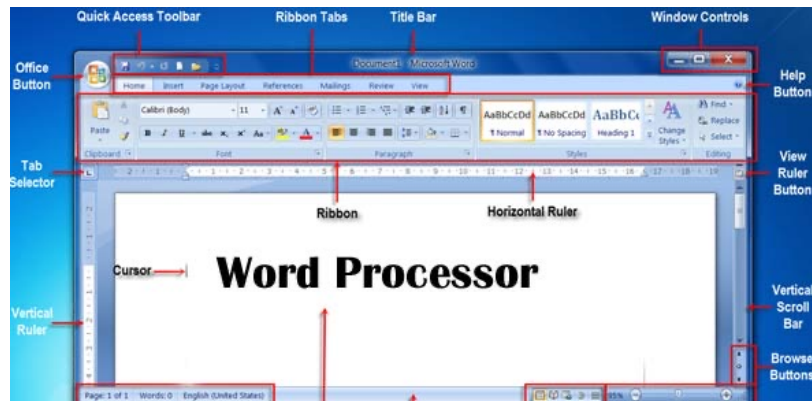 Quick Access Toolbar
Ribbon Tabs
Title Bar
Window Controls
Office
Button
Document1 - Microsoft Word
Home Insert Page Layout References Mailings Review View
Help
Button
Calibri (Body) 11
Paste
AaBbCcDd AaBbCcDd AaBbCc
¶ Normal ¶ No Spacing Heading 1
Change
Styles
Find
Replace
Select
Clipboard Font Paragraph Styles Editing
Tab
Selector
View
Ruler
Button
Ribbon
Horizontal Ruler
Cursor
Word Processor
Vertical
Ruler
Vertical
Scroll
Bar
Browse
Buttons
Page: 1 of 1 Words: 0 English (United States)